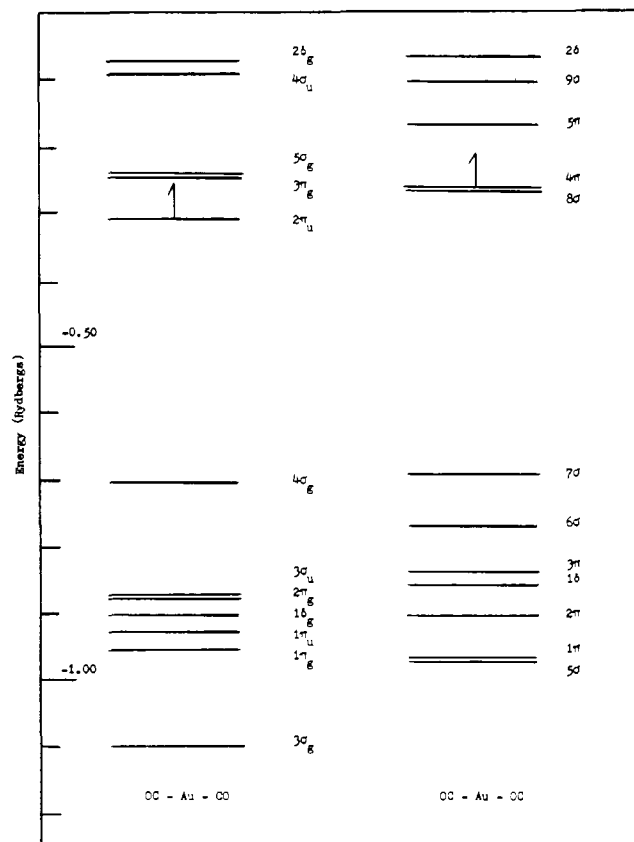 2δg
4σu
5σg
3πg
2πu
4σg
3σu
2πg
1δg
1πu
1πg
3σg
2δ
9σ
5π
4π
8σ
7σ
6σ
3π
1δ
2π
1π
5σ
-0.50
-1.00
Energy (Rydbergs)
OC - Au - CO
OC - Au - OC